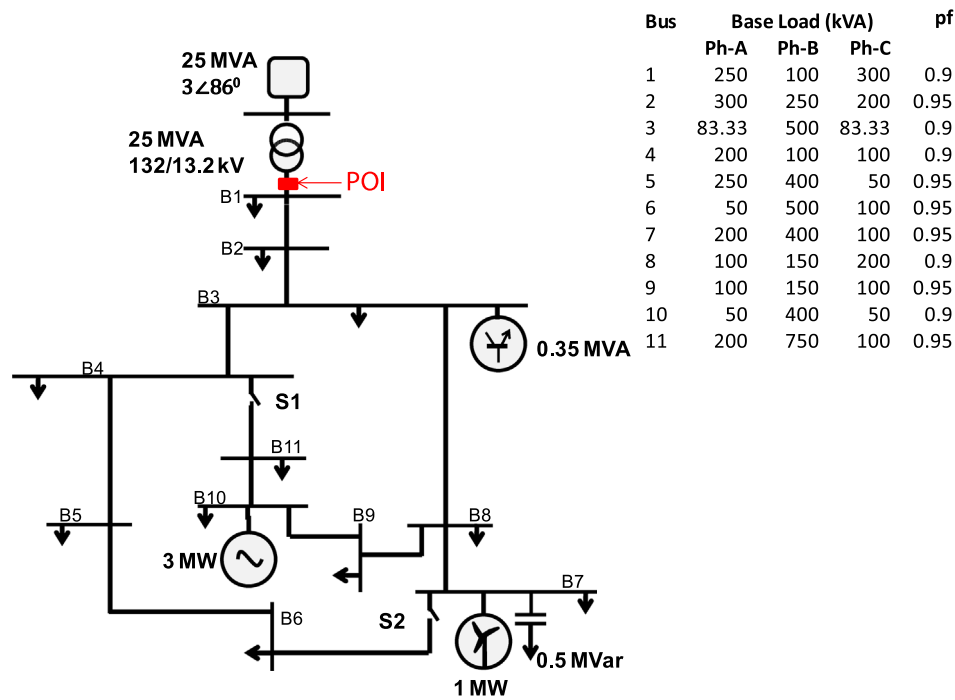 25 MVA
3∠86⁰
25 MVA
132/13.2 kV
POI
B1
B2
B3
0.35 MVA
B4
S1
B11
B10
B9
B8
B5
3 MW
B7
B6
S2
0.5 MVar
1 MW
Bus Base Load (kVA) pf
Ph-A Ph-B Ph-C
1 250 100 300 0.9
2 300 250 200 0.95
3 83.33 500 83.33 0.9
4 200 100 100 0.9
5 250 400 50 0.95
6 50 500 100 0.95
7 200 400 100 0.95
8 100 150 200 0.9
9 100 150 100 0.95
10 50 400 50 0.9
11 200 750 100 0.95